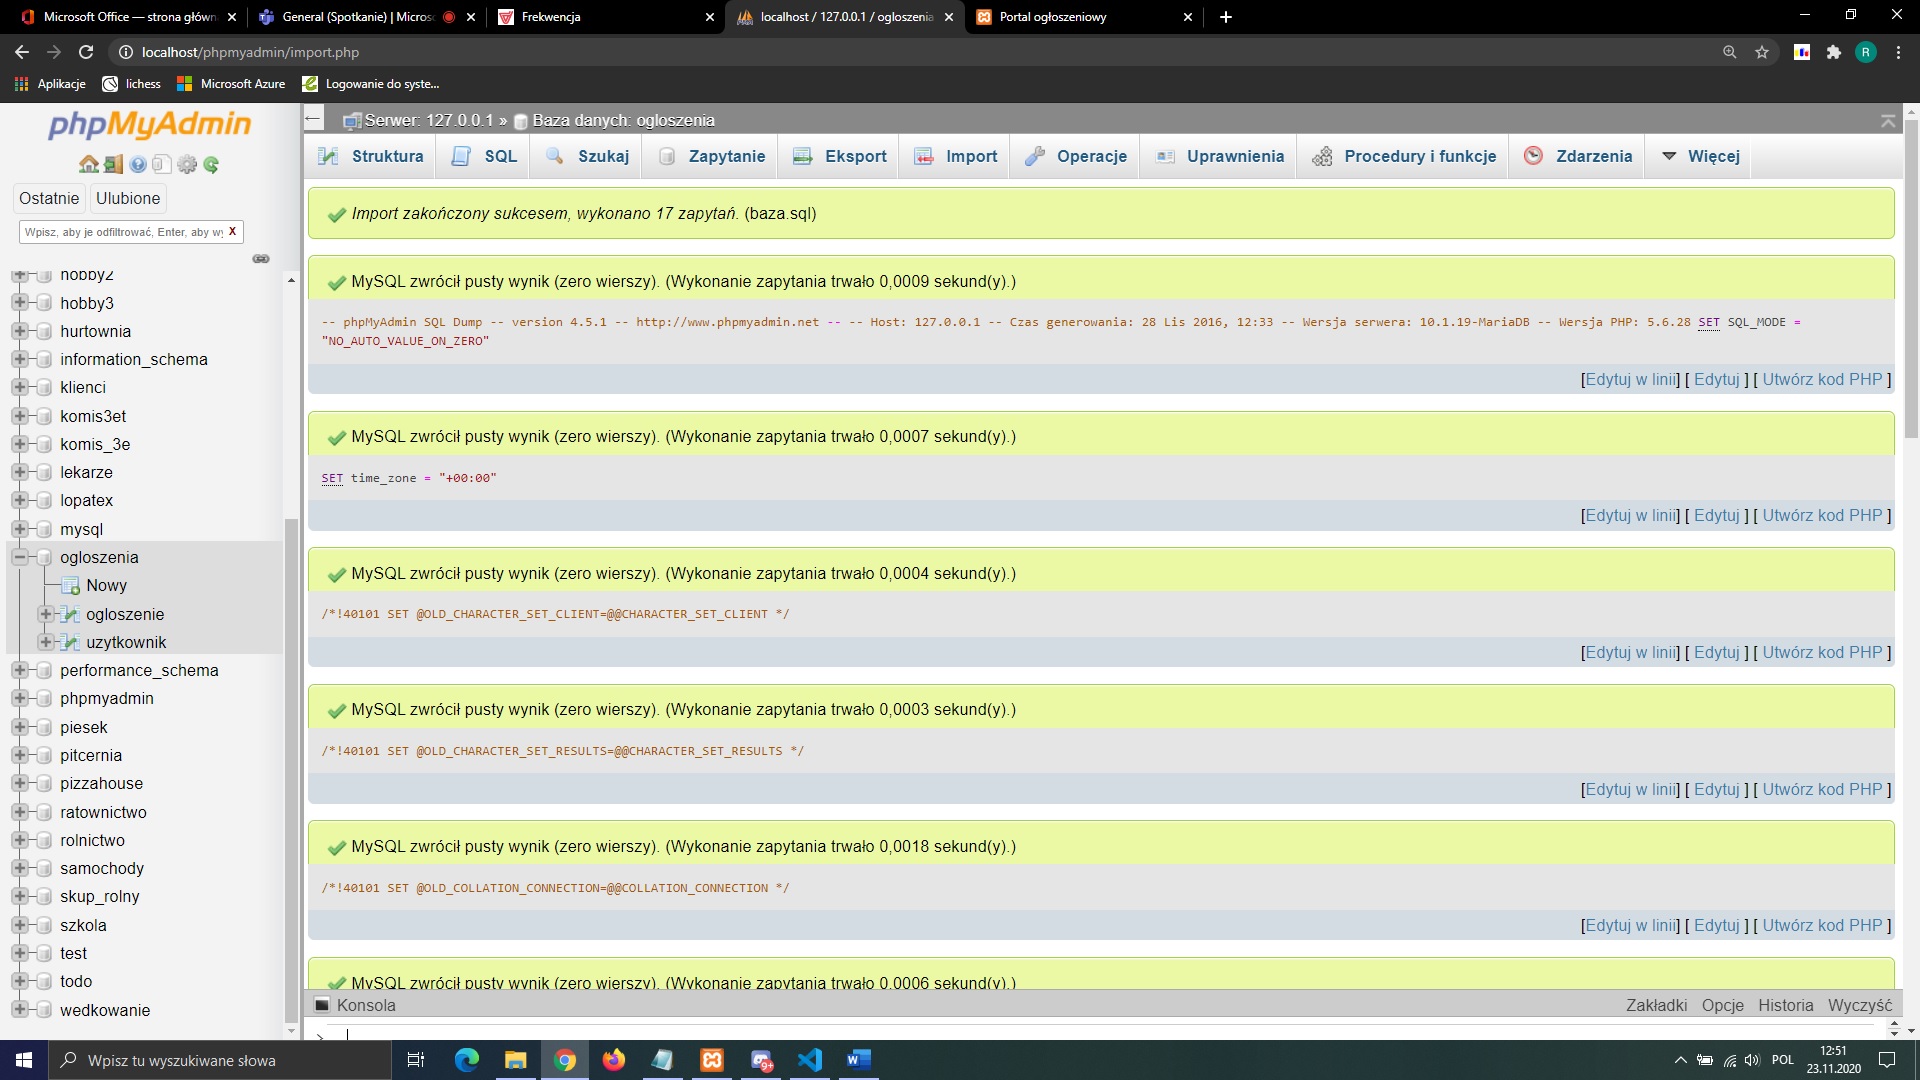 Microsoft Office — strona główn
General (Spotkanie) | Micros
Frekwencja
localhost / 127.0.0.1 / ogloszenia
Portal ogłoszeniowy
localhost/phpmyadmin/import.php
R
Aplikacje
lichess
Microsoft Azure
Logowanie do syste...
phpMyAdmin
Ostatnie
Ulubione
Wpisz, aby je odfiltrować, Enter, aby wy
X
hobby2
hobby3
hurtownia
information_schema
klienci
komis3et
komis_3e
lekarze
lopatex
mysql
ogloszenia
Nowy
ogloszenie
uzytkownik
performance_schema
phpmyadmin
piesek
pitcernia
pizzahouse
ratownictwo
rolnictwo
samochody
skup_rolny
szkola
test
todo
wedkowanie
Serwer: 127.0.0.1 » Baza danych: ogloszenia
Struktura
SQL
Szukaj
Zapytanie
Eksport
Import
Operacje
Uprawnienia
Procedury i funkcje
Zdarzenia
Więcej
Import zakończony sukcesem, wykonano 17 zapytań. (baza.sql)
MySQL zwrócił pusty wynik (zero wierszy). (Wykonanie zapytania trwało 0,0009 sekund(y).)
-- phpMyAdmin SQL Dump -- version 4.5.1 -- http://www.phpmyadmin.net -- -- Host: 127.0.0.1 -- Czas generowania: 28 Lis 2016, 12:33 -- Wersja serwera: 10.1.19-MariaDB -- Wersja PHP: 5.6.28 SET SQL_MODE =
"NO_AUTO_VALUE_ON_ZERO"
[Edytuj w linii] [ Edytuj ] [ Utwórz kod PHP ]
MySQL zwrócił pusty wynik (zero wierszy). (Wykonanie zapytania trwało 0,0007 sekund(y).)
SET time_zone = "+00:00"
[Edytuj w linii] [ Edytuj ] [ Utwórz kod PHP ]
MySQL zwrócił pusty wynik (zero wierszy). (Wykonanie zapytania trwało 0,0004 sekund(y).)
/*!40101 SET @OLD_CHARACTER_SET_CLIENT=@@CHARACTER_SET_CLIENT */
[Edytuj w linii] [ Edytuj ] [ Utwórz kod PHP ]
MySQL zwrócił pusty wynik (zero wierszy). (Wykonanie zapytania trwało 0,0003 sekund(y).)
/*!40101 SET @OLD_CHARACTER_SET_RESULTS=@@CHARACTER_SET_RESULTS */
[Edytuj w linii] [ Edytuj ] [ Utwórz kod PHP ]
MySQL zwrócił pusty wynik (zero wierszy). (Wykonanie zapytania trwało 0,0018 sekund(y).)
/*!40101 SET @OLD_COLLATION_CONNECTION=@@COLLATION_CONNECTION */
[Edytuj w linii] [ Edytuj ] [ Utwórz kod PHP ]
MySQL zwrócił pusty wynik (zero wierszy). (Wykonanie zapytania trwało 0,0006 sekund(y).)
Konsola
Zakładki
Opcje
Historia
Wyczyść
>
Wpisz tu wyszukiwane słowa
9+
POL
12:51
23.11.2020